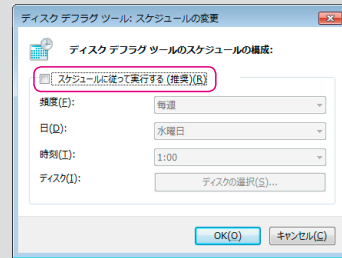 ディスク デフラグ ツール: スケジュールの変更
ディスク デフラグ ツールのスケジュールの構成:
スケジュールに従って実行する (推奨)(R)
頻度(F): 毎週
日(D): 水曜日
時刻(T): 1:00
ディスク(I): ディスクの選択(S)...
OK(O) キャンセル(C)